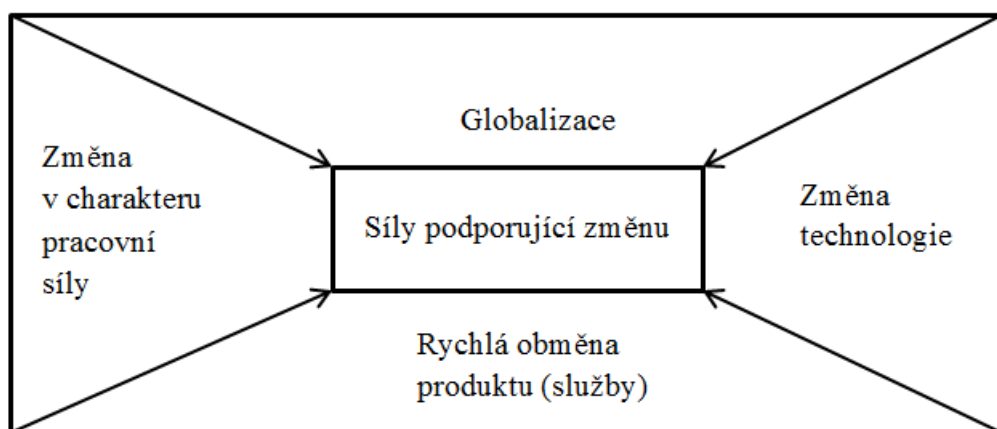 Globalizace
Změna
v charakteru
pracovní
síly
Síly podporující změnu
Změna
technologie
Rychlá obměna
produktu (služby)